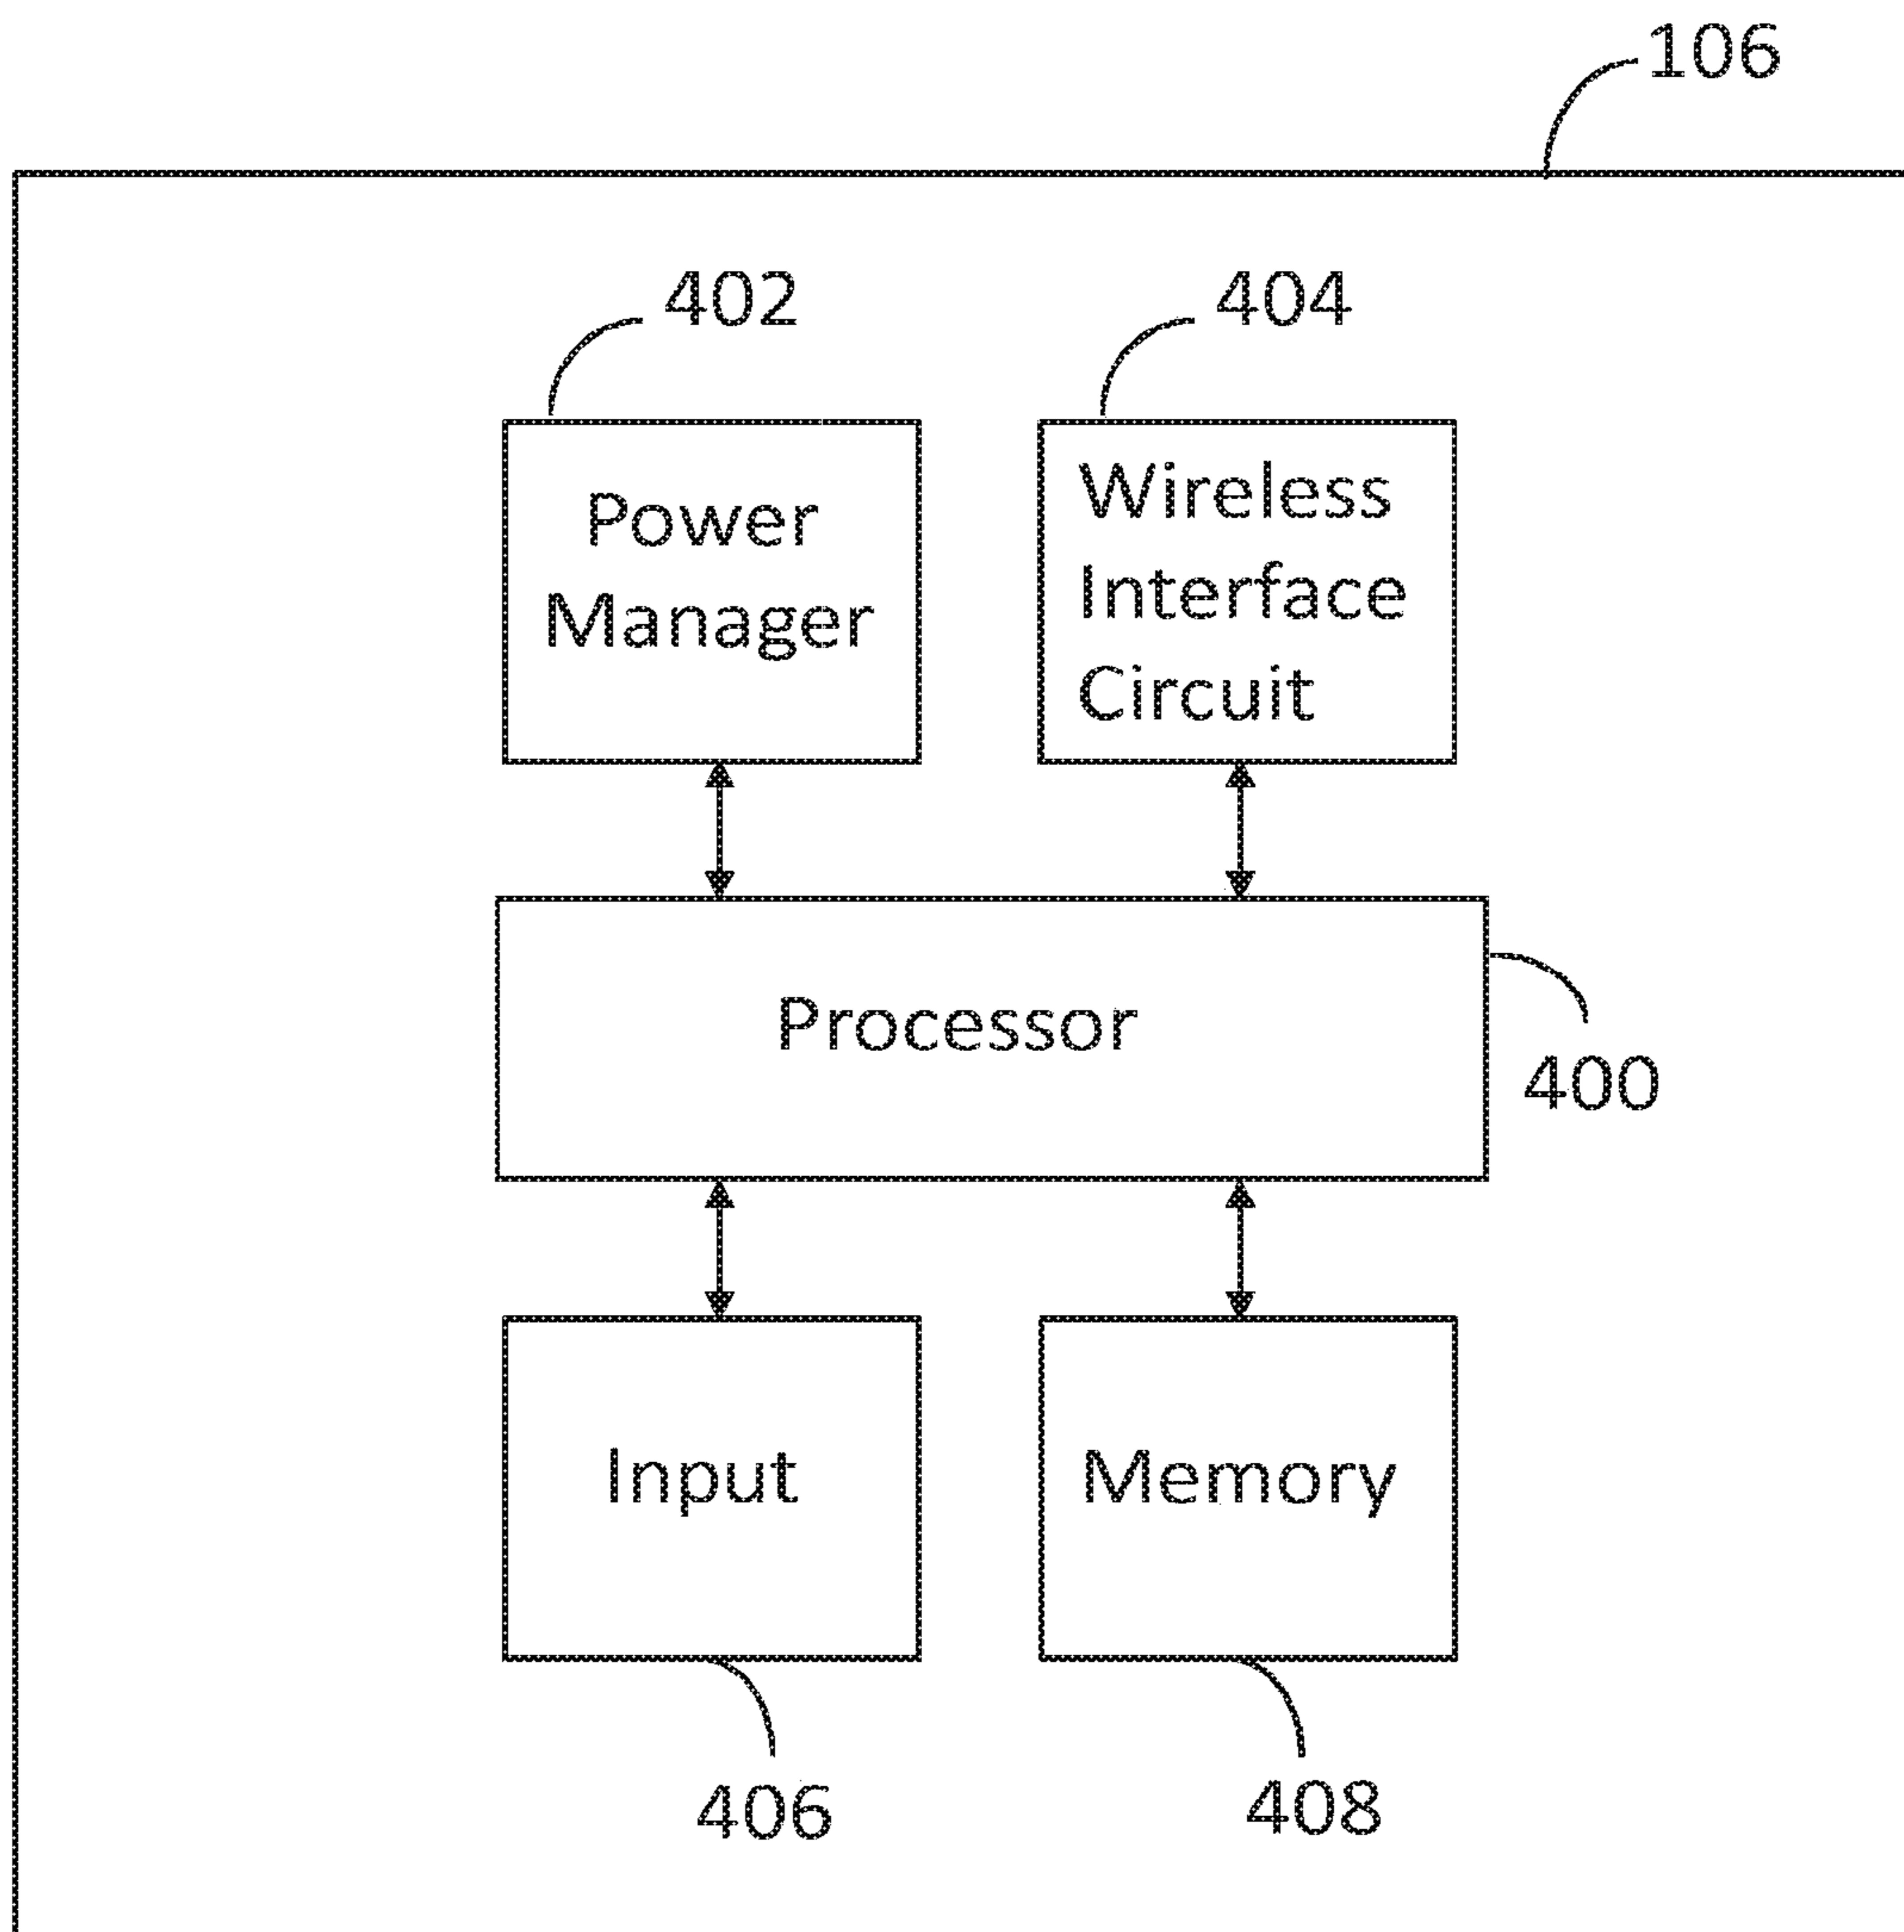 106
402
404
Power
Manager
Wireless
Interface
Circuit
Processor
400
Input
Memory
406
408